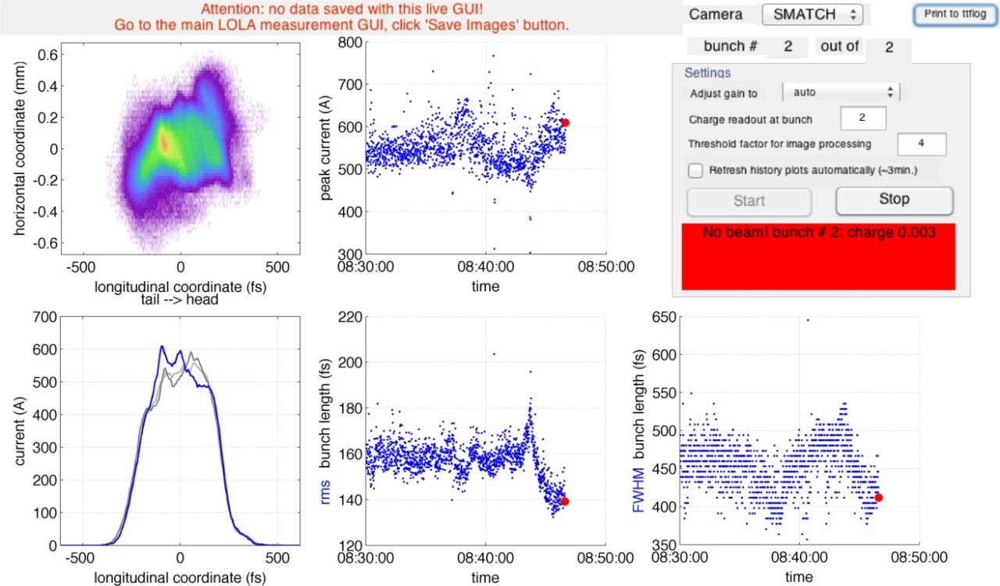 Attention: no data saved with this live GUI!
Go to the main LOLA measurement GUI, click 'Save Images' button.
Camera SMATCH Print to ttflog
bunch # 2 out of 2
Settings
Adjust gain to auto
Charge readout at bunch 2
Threshold factor for image processing 4
Refresh history plots automatically (~3min.)
Start Stop
No beam! bunch # 2: charge 0.003
horizontal coordinate (mm)
0.6
0.4
0.2
0
-0.2
-0.4
-0.6
-500 0 500
longitudinal coordinate (fs)
tail --> head
peak current (A)
800
700
600
500
400
300
08:30:00 08:40:00 08:50:00
time
current (A)
700
600
500
400
300
200
100
0
-500 0 500
longitudinal coordinate (fs)
rms bunch length (fs)
220
200
180
160
140
120
08:30:00 08:40:00 08:50:00
time
FWHM bunch length (fs)
650
600
550
500
450
400
350
08:30:00 08:40:00 08:50:00
time